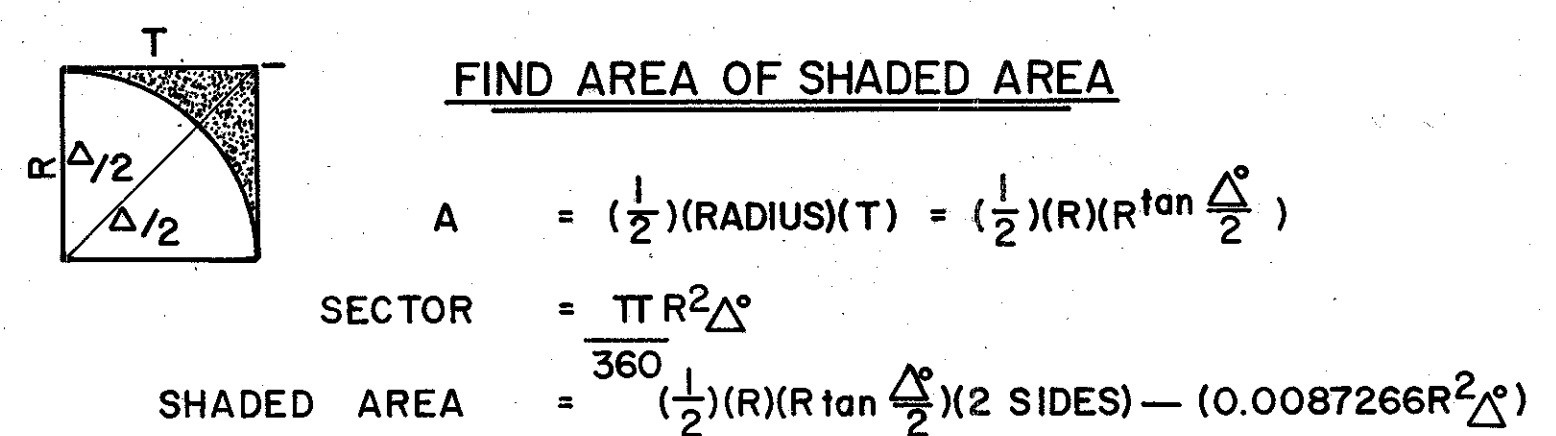 T
FIND AREA OF SHADED AREA
R
Δ/2
Δ/2
A = (1/2)(RADIUS)(T) = (1/2)(R)(R tan Δ°/2)
SECTOR = π R²Δ°/360
SHADED AREA = (1/2)(R)(R tan Δ°/2)(2 SIDES) — (0.0087266R²Δ°)